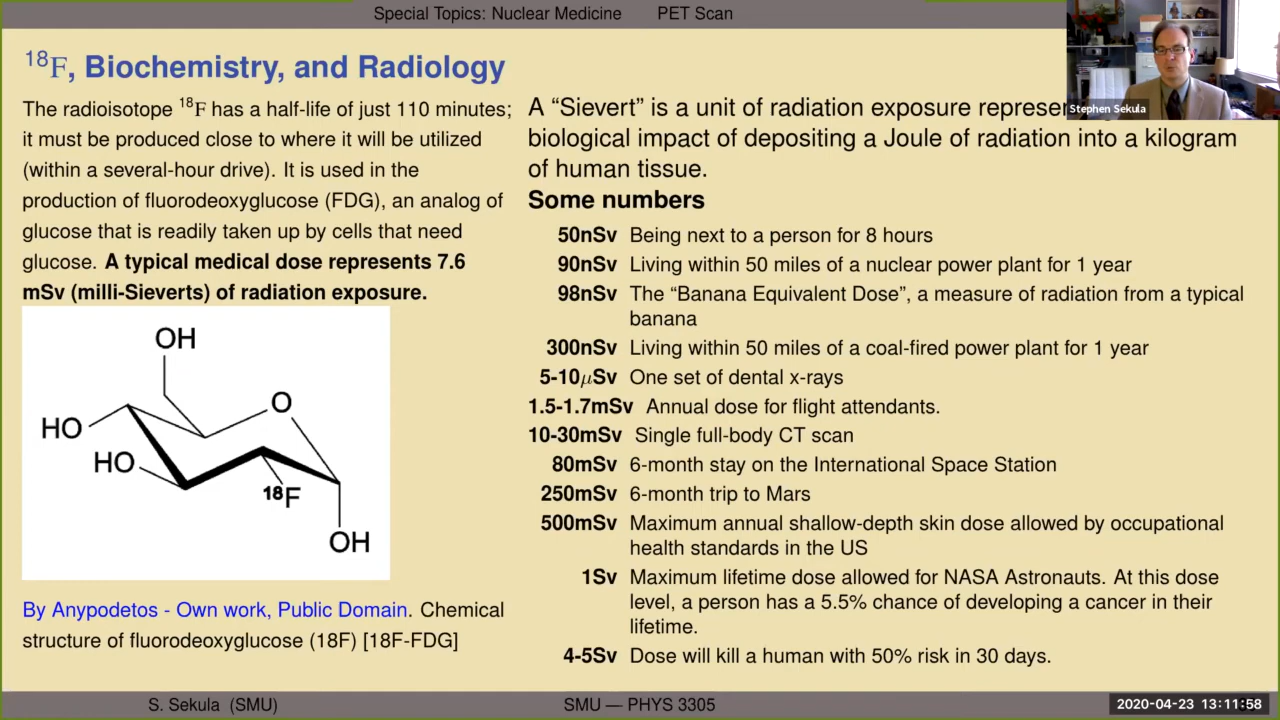 Special Topics: Nuclear Medicine PET Scan
Stephen Sekula
¹⁸F, Biochemistry, and Radiology
The radioisotope ¹⁸F has a half-life of just 110 minutes;
it must be produced close to where it will be utilized
(within a several-hour drive). It is used in the
production of fluorodeoxyglucose (FDG), an analog of
glucose that is readily taken up by cells that need
glucose. A typical medical dose represents 7.6
mSv (milli-Sieverts) of radiation exposure.
OH
O
HO
HO
¹⁸F
OH
By Anypodetos - Own work, Public Domain. Chemical
structure of fluorodeoxyglucose (18F) [18F-FDG]
A “Sievert” is a unit of radiation exposure
biological impact of depositing a Joule of radiation into a kilogram
of human tissue.
Some numbers
50nSv Being next to a person for 8 hours
90nSv Living within 50 miles of a nuclear power plant for 1 year
98nSv The “Banana Equivalent Dose”, a measure of radiation from a typical
banana
300nSv Living within 50 miles of a coal-fired power plant for 1 year
5-10μSv One set of dental x-rays
1.5-1.7mSv Annual dose for flight attendants.
10-30mSv Single full-body CT scan
80mSv 6-month stay on the International Space Station
250mSv 6-month trip to Mars
500mSv Maximum annual shallow-depth skin dose allowed by occupational
health standards in the US
1Sv Maximum lifetime dose allowed for NASA Astronauts. At this dose
level, a person has a 5.5% chance of developing a cancer in their
lifetime.
4-5Sv Dose will kill a human with 50% risk in 30 days.
S. Sekula (SMU) SMU — PHYS 3305 2020-04-23 13:11:58